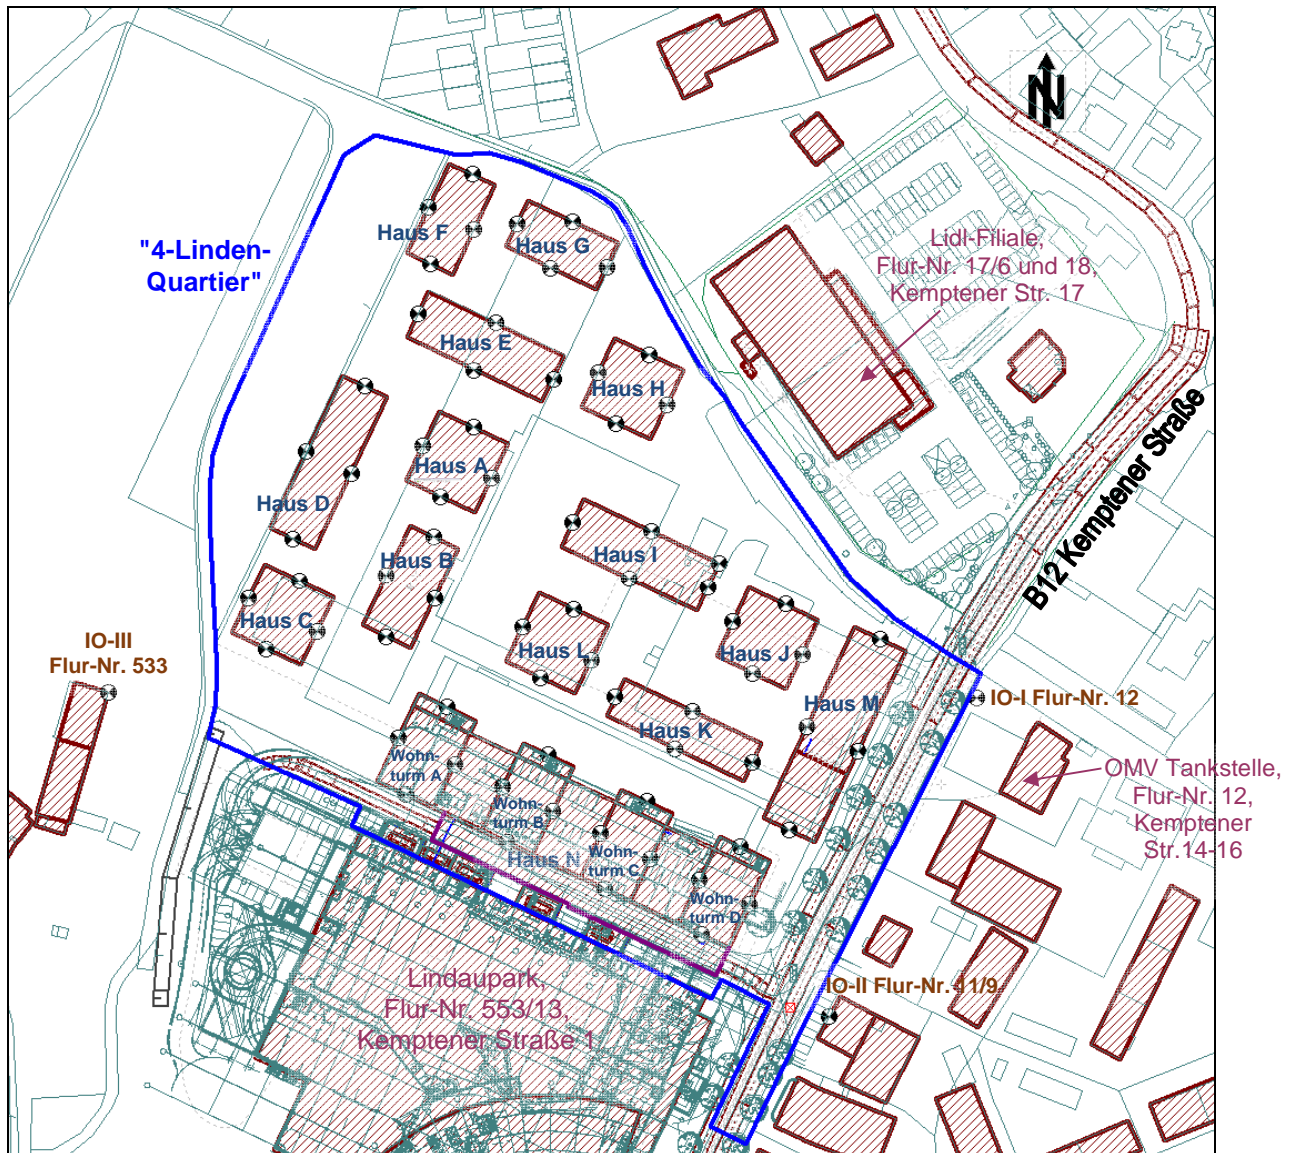 N
"4-Linden-
Quartier"
Haus F
Haus G
Lidl-Filiale,
Flur-Nr. 17/6 und 18,
Kemptener Str. 17
Haus E
Haus H
Haus A
Haus D
Haus I
Haus B
B12 Kemptener Straße
Haus C
IO-III
Flur-Nr. 533
Haus L
Haus J
Haus M
IO-I Flur-Nr. 12
Haus K
Wohn-
turm A
Wohn-
turm B
OMV Tankstelle,
Flur-Nr. 12,
Kemptener
Str.14-16
Haus N
Wohn-
turm C
Wohn-
turm D
Lindaupark,
Flur-Nr. 553/13,
Kemptener Straße 1
IO-II Flur-Nr. 11/9